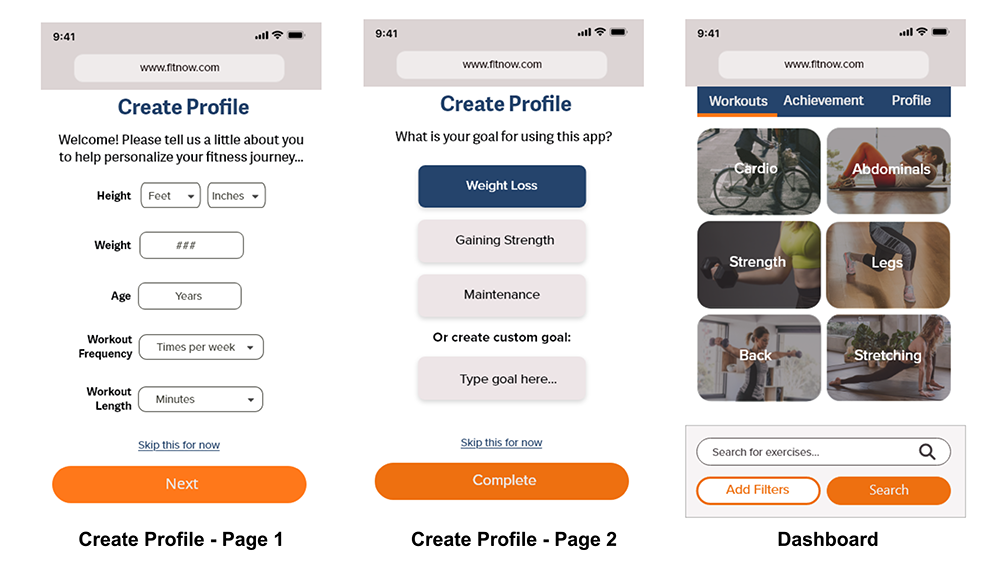 9:41
www.fitnow.com
Create Profile
Welcome! Please tell us a little about you
to help personalize your fitness journey...
Height Feet Inches
Weight ###
Age Years
Workout
Frequency
Times per week
Workout
Length
Minutes
Skip this for now
Next
Create Profile - Page 1
9:41
www.fitnow.com
Create Profile
What is your goal for using this app?
Weight Loss
Gaining Strength
Maintenance
Or create custom goal:
Type goal here...
Skip this for now
Complete
Create Profile - Page 2
9:41
www.fitnow.com
Workouts Achievement Profile
Cardio Abdominals
Strength Legs
Back Stretching
Search for exercises...
Add Filters Search
Dashboard